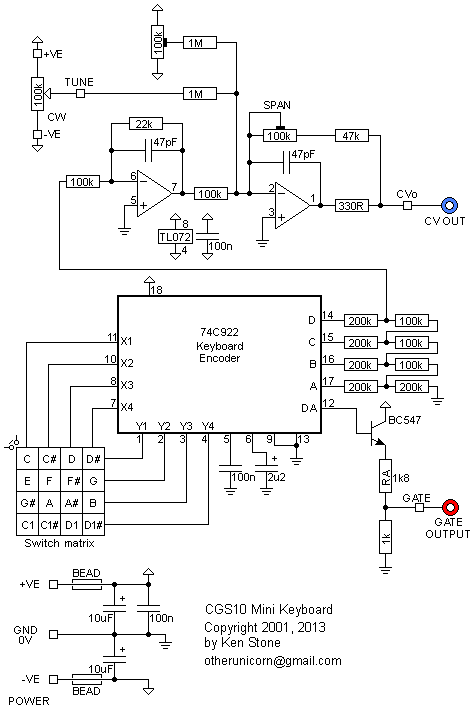 +VE
100k
CW
-VE
TUNE
100k
1M
1M
SPAN
22k
47pF
100k
6
5
7
100k
100k
47k
47pF
2
3
1
330R
CVo
CV OUT
8
TL072
4
100n
18
74C922
Keyboard
Encoder
11 X1
10 X2
8 X3
7 X4
D 14 200k 100k
C 15 200k 100k
B 16 200k 100k
A 17 200k 200k
DA 12
Y1 Y2 Y3 Y4
1 2 3 4 5 6 9 13
100n
2u2
BC547
RA
1k8
GATE
GATE
OUTPUT
1k
C C# D D#
E F F# G
G# A A# B
C1 C1# D1 D1#
Switch matrix
+VE
BEAD
10uF
100n
GND
0V
10uF
-VE
BEAD
POWER
CGS10 Mini Keyboard
Copyright 2001, 2013
by Ken Stone
otherunicorn@gmail.com